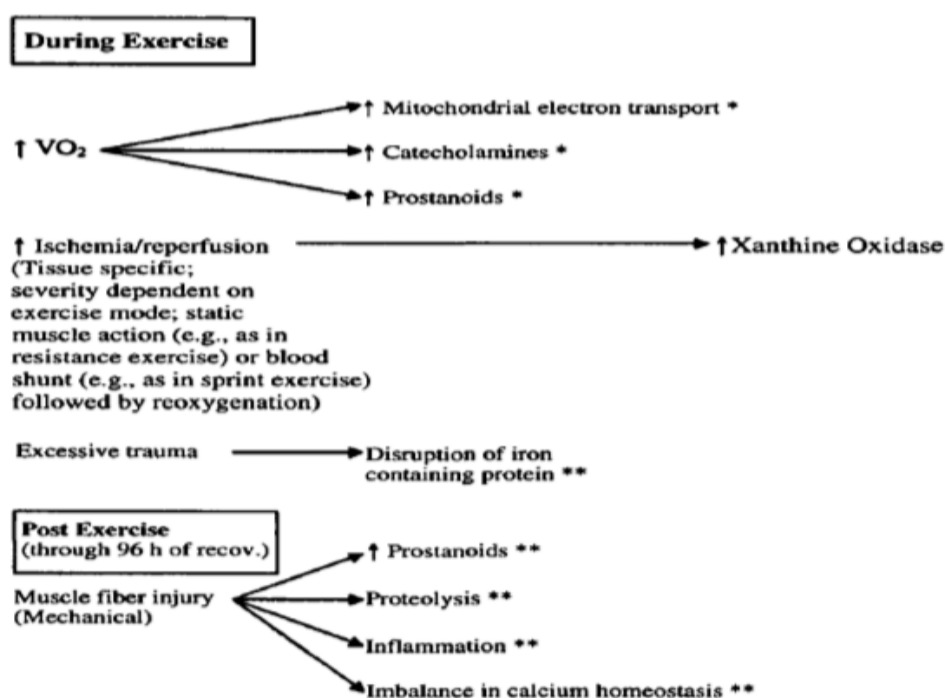 During Exercise
↑ Mitochondrial electron transport *
↑ VO₂
↑ Catecholamines *
↑ Prostanoids *
↑ Ischemia/reperfusion
↑ Xanthine Oxidase
(Tissue specific;
severity dependent on
exercise mode; static
muscle action (e.g., as in
resistance exercise) or blood
shunt (e.g., as in sprint exercise)
followed by reoxygenation)
Excessive trauma
Disruption of iron
containing protein **
Post Exercise
(through 96 h of recov.)
↑ Prostanoids **
Muscle fiber injury
(Mechanical)
Proteolysis **
Inflammation **
Imbalance in calcium homeostasis **